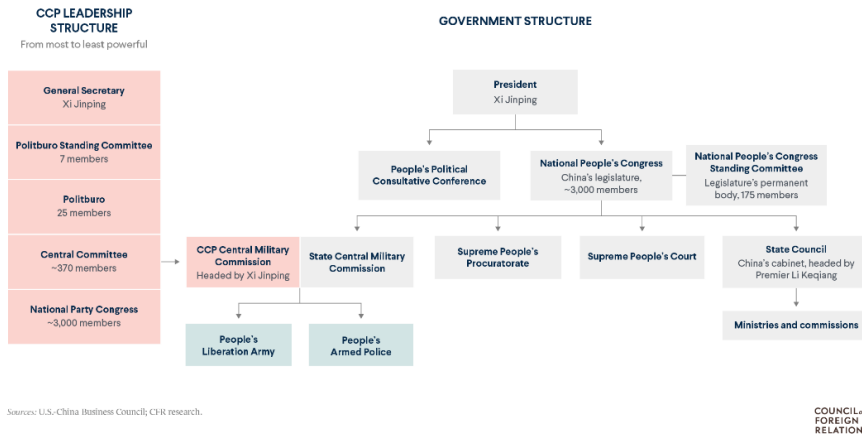 CCP LEADERSHIP
STRUCTURE
From most to least powerful
General Secretary
Xi Jinping
Politburo Standing Committee
7 members
Politburo
25 members
Central Committee
~370 members
National Party Congress
~3,000 members
GOVERNMENT STRUCTURE
President
Xi Jinping
People's Political
Consultative Conference
National People's Congress
China's legislature,
~3,000 members
National People's Congress
Standing Committee
Legislature's permanent
body, 175 members
CCP Central Military
Commission
Headed by Xi Jinping
State Central Military
Commission
Supreme People's
Procuratorate
Supreme People's Court
State Council
China's cabinet, headed by
Premier Li Keqiang
People's
Liberation Army
People's
Armed Police
Ministries and commissions
Sources: U.S.-China Business Council; CFR research.
COUNCIL
FOREIGN
RELATION